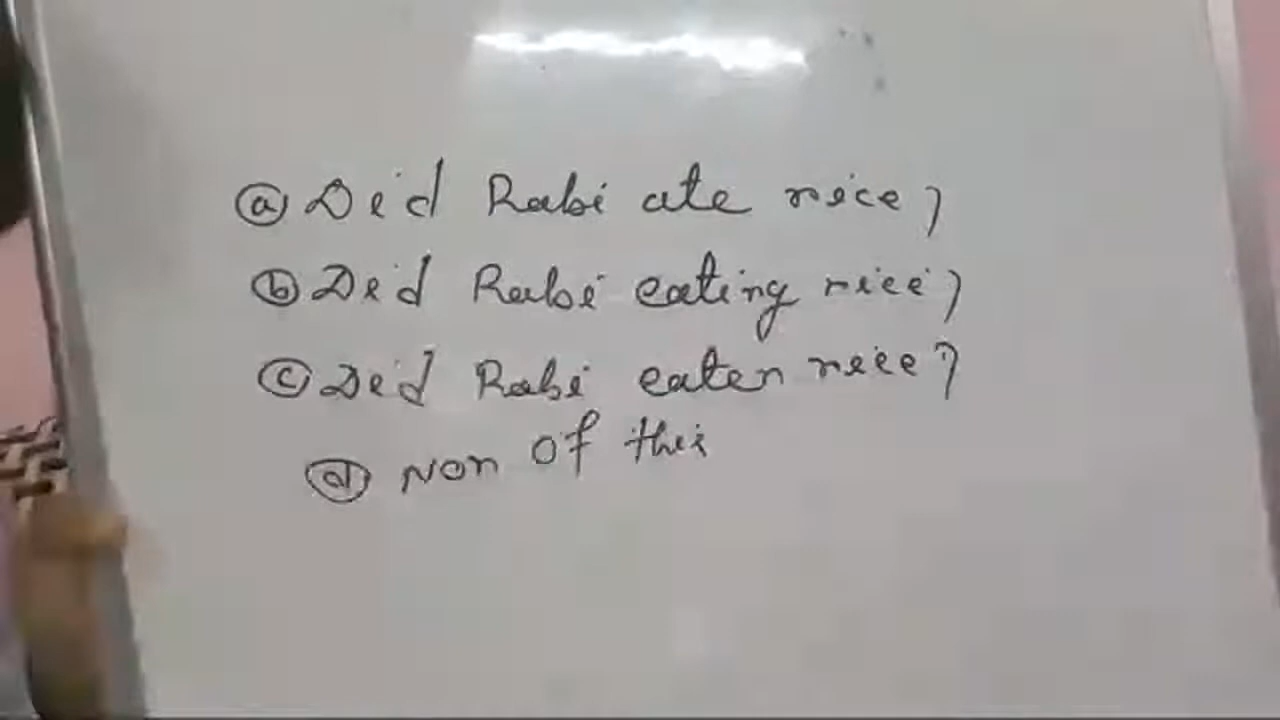 ⓐ Did Rabi ate rice?
ⓑ Did Rabi eating rice?
ⓒ Did Rabi eaten rice?
ⓓ Non of this